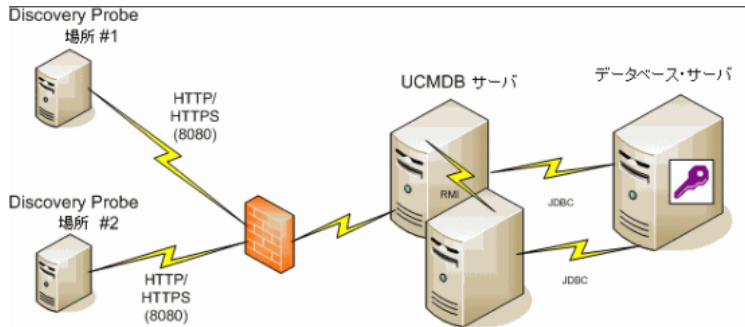 Discovery Probe
場所 #1
HTTP/
HTTPS
(8080)
UCMDB サーバ
データベース・サーバ
RMI
JDBC
Discovery Probe
場所 #2
HTTP/
HTTPS
(8080)
JDBC